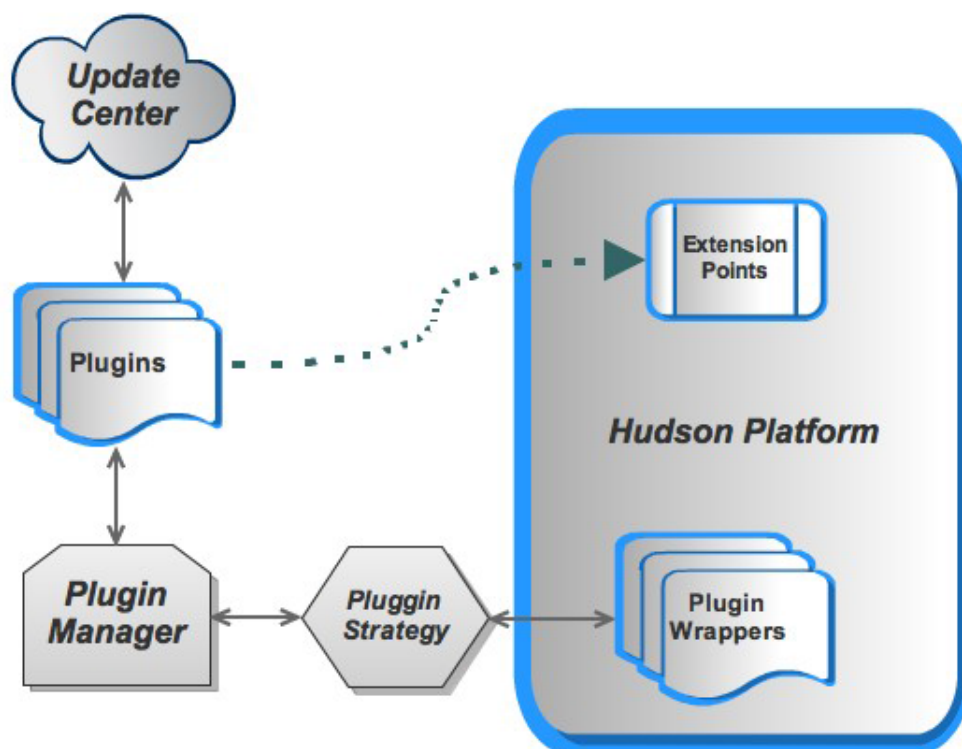 Update
Center
Extension
Points
Plugins
Hudson Platform
Plugin
Manager
Pluggin
Strategy
Plugin
Wrappers